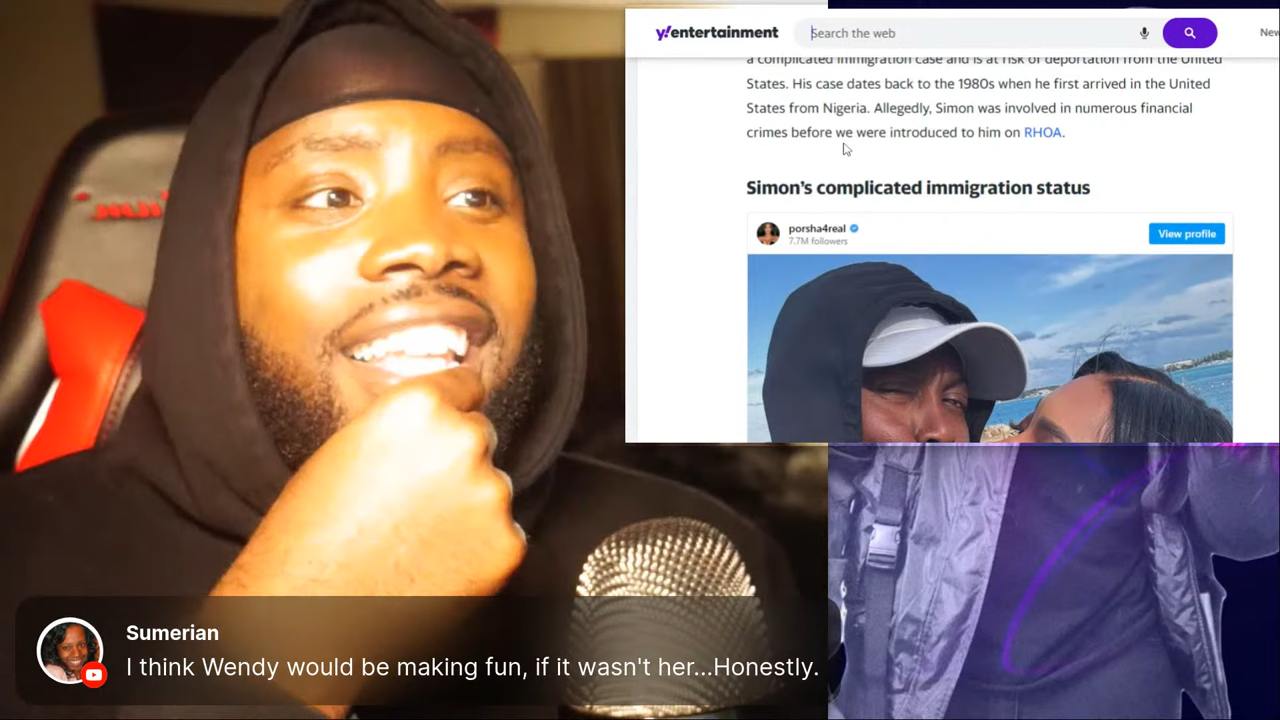 y!entertainment
Search the web
New
a complicated immigration case and is at risk of deportation from the United
States. His case dates back to the 1980s when he first arrived in the United
States from Nigeria. Allegedly, Simon was involved in numerous financial
crimes before we were introduced to him on RHOA.
Simon’s complicated immigration status
porsha4real
7.7M followers
View profile
Sumerian
I think Wendy would be making fun, if it wasn't her...Honestly.